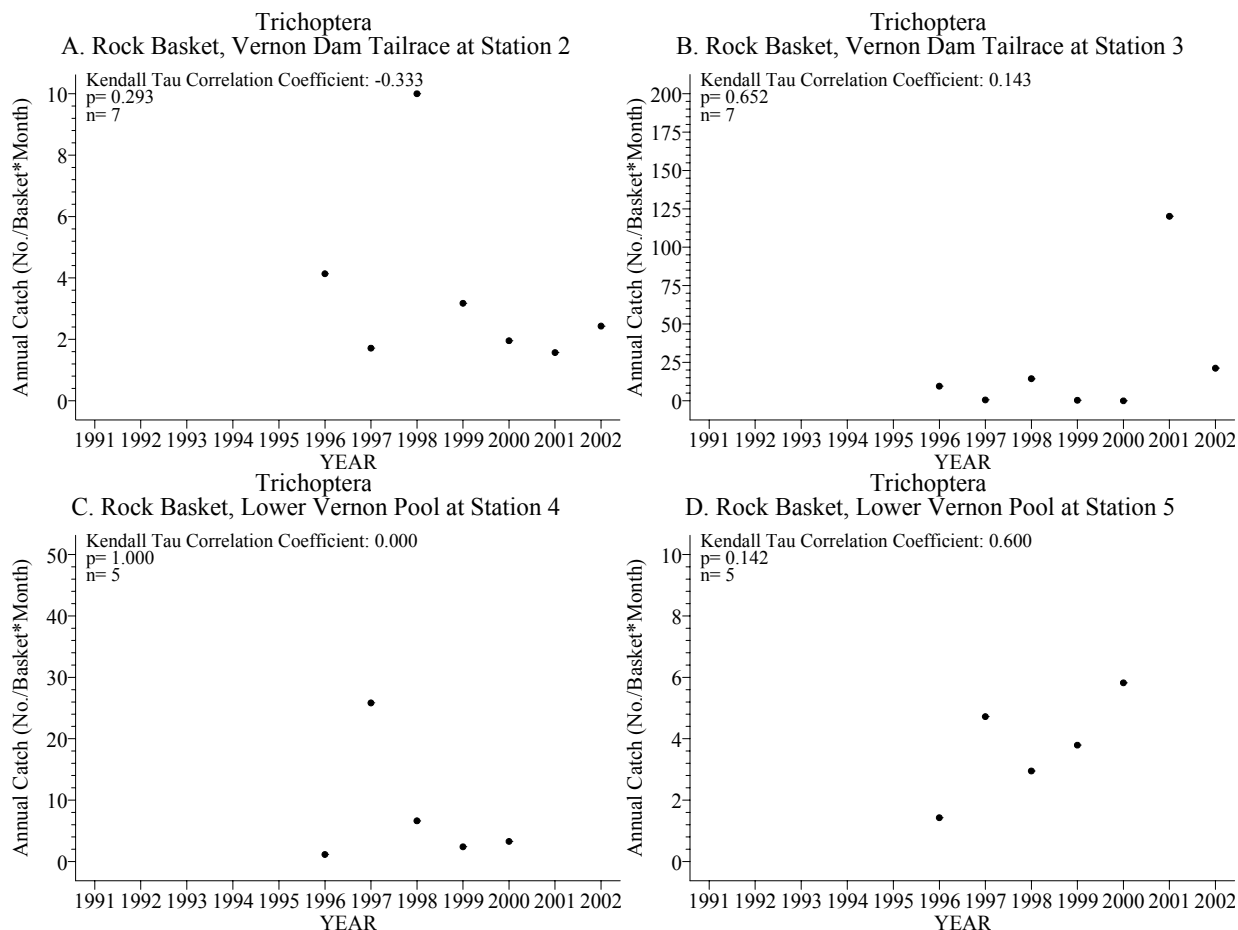 Trichoptera
A. Rock Basket, Vernon Dam Tailrace at Station 2
Kendall Tau Correlation Coefficient: -0.333
p= 0.293
n= 7
Annual Catch (No./Basket*Month)
10
8
6
4
2
0
1991 1992 1993 1994 1995 1996 1997 1998 1999 2000 2001 2002
YEAR
Trichoptera
B. Rock Basket, Vernon Dam Tailrace at Station 3
Kendall Tau Correlation Coefficient: 0.143
p= 0.652
n= 7
Annual Catch (No./Basket*Month)
200
175
150
125
100
75
50
25
0
1991 1992 1993 1994 1995 1996 1997 1998 1999 2000 2001 2002
YEAR
Trichoptera
C. Rock Basket, Lower Vernon Pool at Station 4
Kendall Tau Correlation Coefficient: 0.000
p= 1.000
n= 5
Annual Catch (No./Basket*Month)
50
40
30
20
10
0
1991 1992 1993 1994 1995 1996 1997 1998 1999 2000 2001 2002
YEAR
Trichoptera
D. Rock Basket, Lower Vernon Pool at Station 5
Kendall Tau Correlation Coefficient: 0.600
p= 0.142
n= 5
Annual Catch (No./Basket*Month)
10
8
6
4
2
0
1991 1992 1993 1994 1995 1996 1997 1998 1999 2000 2001 2002
YEAR